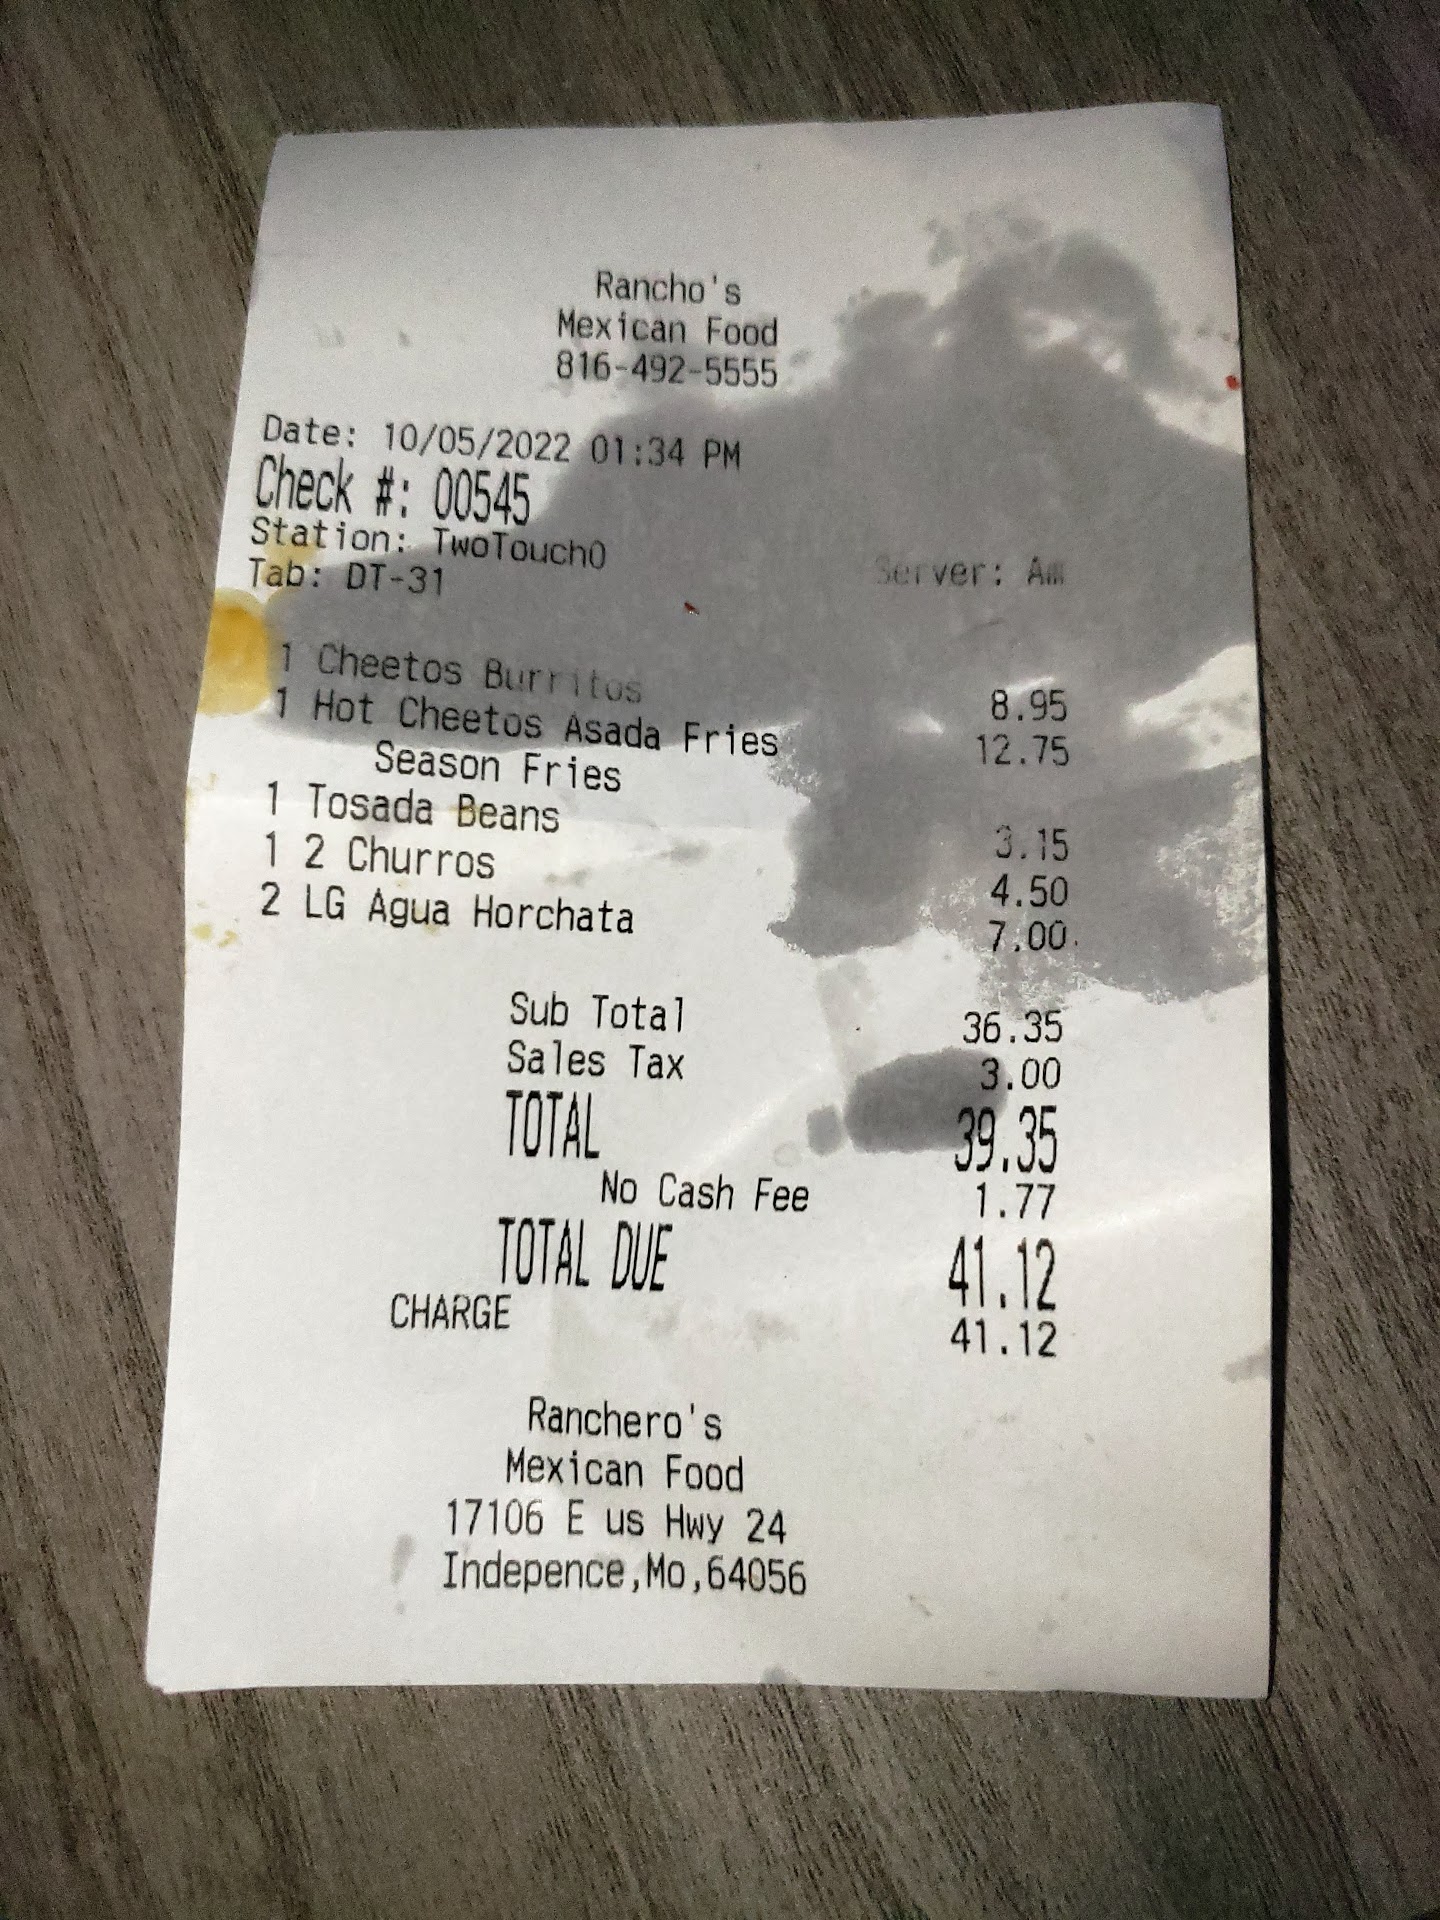 Rancho's
Mexican Food
816-492-5555
Date: 10/05/2022 01:34 PM
Check #: 00545
Station: TwoTouch0
Server: Am
Tab: DT-31
1 Cheetos Burritos 8.95
1 Hot Cheetos Asada Fries 12.75
Season Fries
1 Tosada Beans 3.15
1 2 Churros 4.50
2 LG Agua Horchata 7.00
Sub Total 36.35
Sales Tax 3.00
TOTAL 39.35
No Cash Fee 1.77
TOTAL DUE 41.12
CHARGE 41.12
Ranchero's
Mexican Food
17106 E us Hwy 24
Indepence,Mo,64056